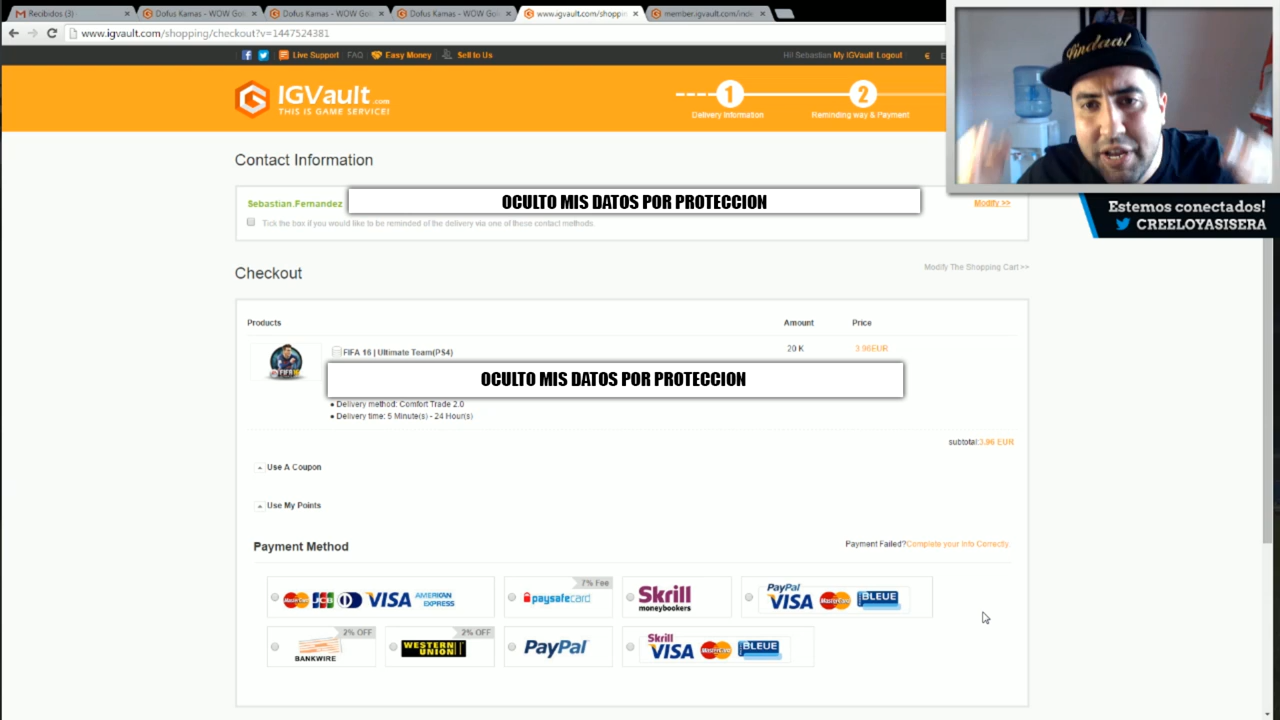 Recibidos (3)
Dofus Kamas - WOW Go
Dofus Kamas - WOW Go
Dofus Kamas - WOW Go
www.igvault.com/shoppin
member.igvault.com/inde
www.igvault.com/shopping/checkout?v=1447524381
Live Support FAQ Easy Money Sell to Us
Hi! Sebastian My IGVault Logout €
IGVault.com
THIS IS GAME SERVICE!
1 2
Delivery Information Reminding way & Payment
Contact Information
Sebastian.Fernandez
OCULTO MIS DATOS POR PROTECCION
Modify >>
Tick the box if you would like to be reminded of the delivery via one of these contact methods
Estemos conectados!
CREELOYASISERA
Checkout
Modify The Shopping Cart >>
Products Amount Price
FIFA 16 | Ultimate Team(PS4) 20 K 3.96EUR
OCULTO MIS DATOS POR PROTECCION
• Delivery method: Comfort Trade 2.0
• Delivery time: 5 Minute(s) - 24 Hour(s)
subtotal:3.96 EUR
Use A Coupon
Use My Points
Payment Method
Payment Failed?Complete your Info Correctly.
MasterCard JCB VISA AMERICAN EXPRESS
7% Fee
paysafecard
Skrill
moneybookers
PayPal
VISA MasterCard BLEUE
2% OFF
BANKWIRE
2% OFF
WESTERN UNION
PayPal
Skrill
VISA MasterCard BLEUE